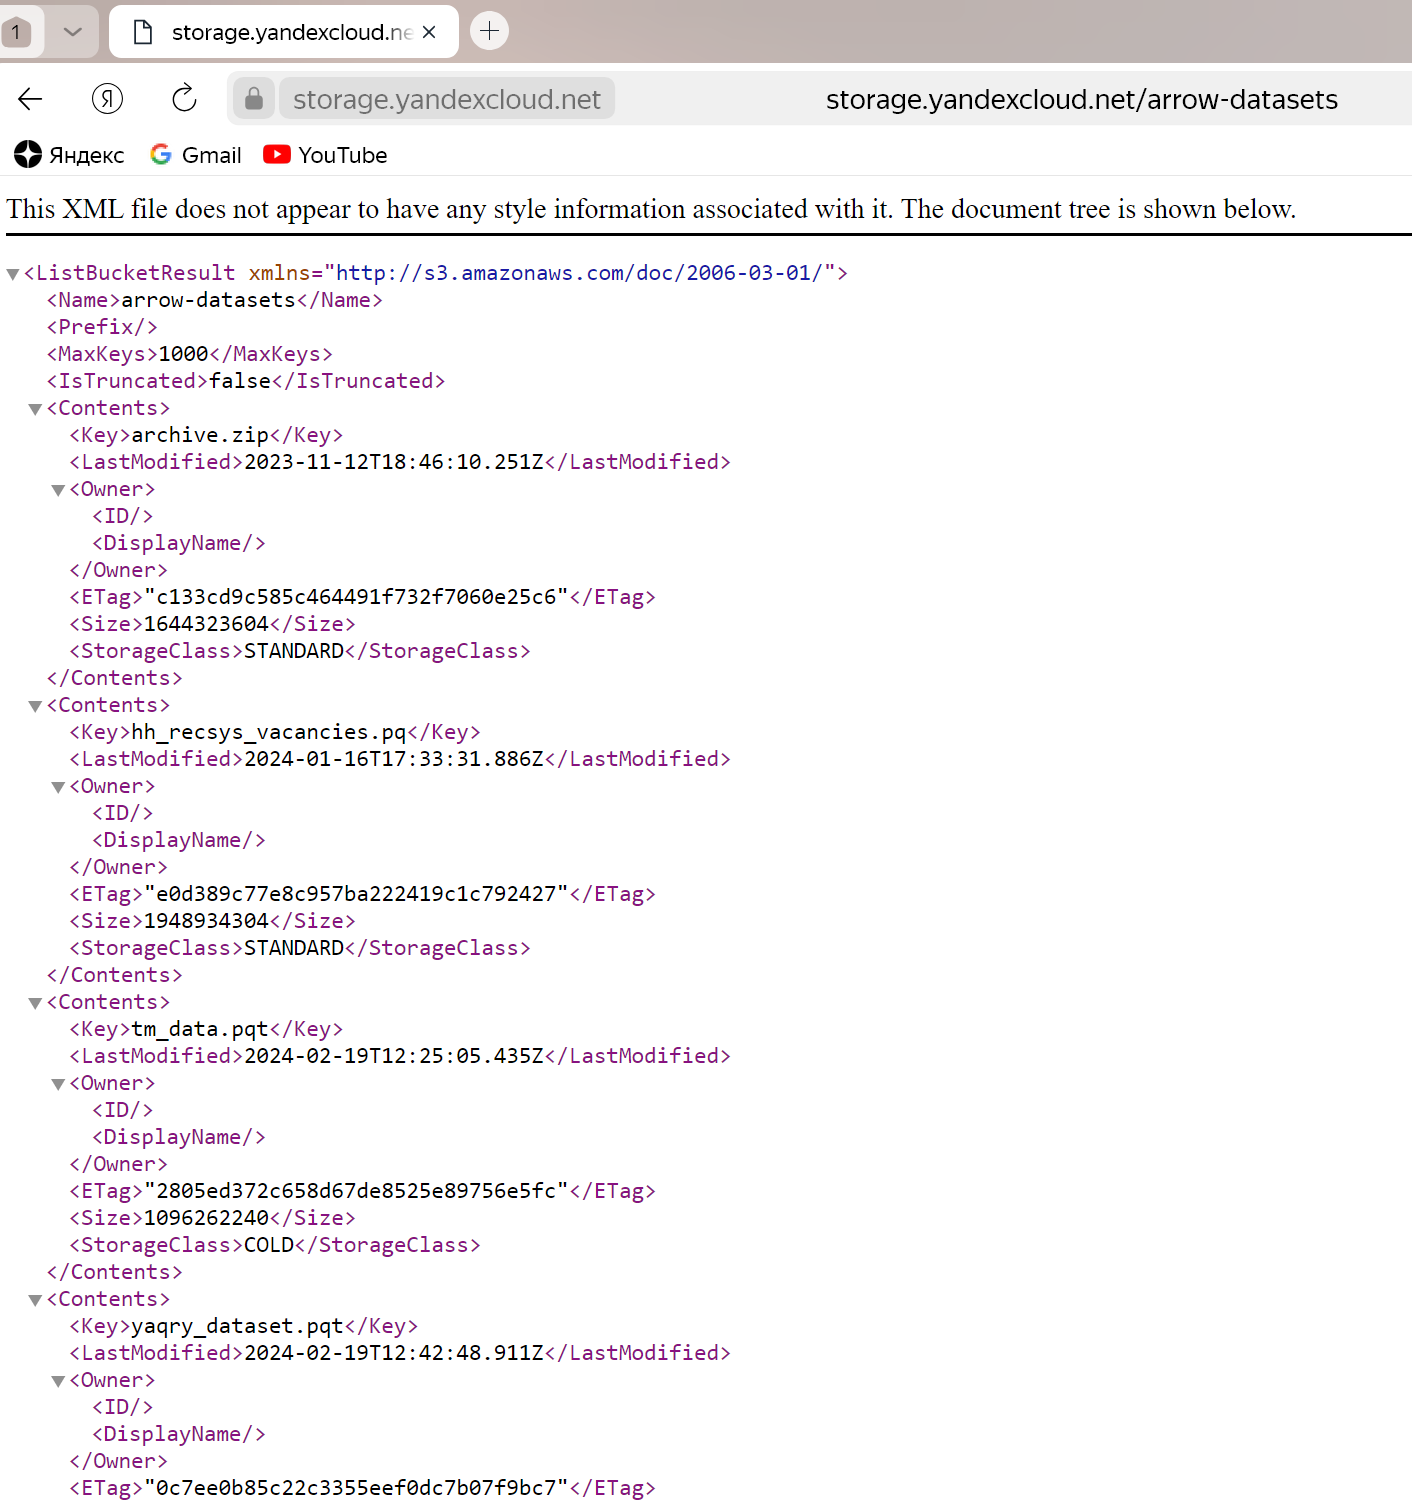 1
storage.yandexcloud.ne
Я
storage.yandexcloud.net
storage.yandexcloud.net/arrow-datasets
Яндекс
Gmail
YouTube
This XML file does not appear to have any style information associated with it. The document tree is shown below.
<ListBucketResult xmlns="http://s3.amazonaws.com/doc/2006-03-01/">
<Name>arrow-datasets</Name>
<Prefix/>
<MaxKeys>1000</MaxKeys>
<IsTruncated>false</IsTruncated>
<Contents>
<Key>archive.zip</Key>
<LastModified>2023-11-12T18:46:10.251Z</LastModified>
<Owner>
<ID/>
<DisplayName/>
</Owner>
<ETag>"c133cd9c585c464491f732f7060e25c6"</ETag>
<Size>1644323604</Size>
<StorageClass>STANDARD</StorageClass>
</Contents>
<Contents>
<Key>hh_recsys_vacancies.pq</Key>
<LastModified>2024-01-16T17:33:31.886Z</LastModified>
<Owner>
<ID/>
<DisplayName/>
</Owner>
<ETag>"e0d389c77e8c957ba222419c1c792427"</ETag>
<Size>1948934304</Size>
<StorageClass>STANDARD</StorageClass>
</Contents>
<Contents>
<Key>tm_data.pqt</Key>
<LastModified>2024-02-19T12:25:05.435Z</LastModified>
<Owner>
<ID/>
<DisplayName/>
</Owner>
<ETag>"2805ed372c658d67de8525e89756e5fc"</ETag>
<Size>1096262240</Size>
<StorageClass>COLD</StorageClass>
</Contents>
<Contents>
<Key>yaqry_dataset.pqt</Key>
<LastModified>2024-02-19T12:42:48.911Z</LastModified>
<Owner>
<ID/>
<DisplayName/>
</Owner>
<ETag>"0c7ee0b85c22c3355eef0dc7b07f9bc7"</ETag>